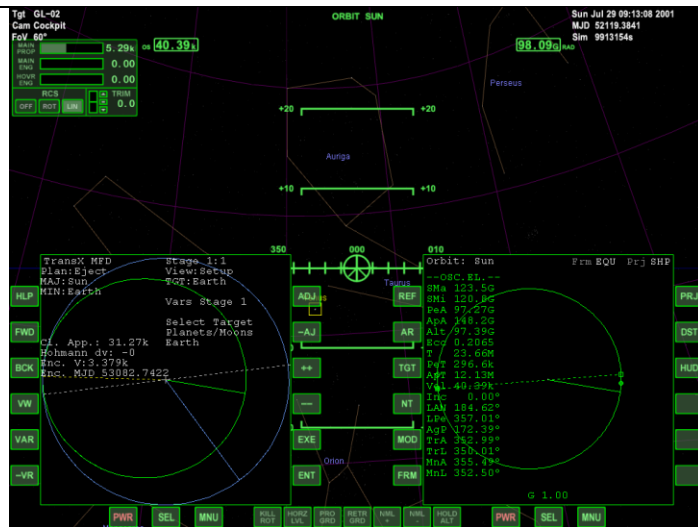 Tgt GL-02
Cam Cockpit
FoV 60°
ORBIT SUN
Sun Jul 29 09:13:08 2001
MJD 52119.3841
Sim 9913154s
MAIN PROP 5.29k
MAIN ENG 0.00
HOVR ENG 0.00
RCS
TRIM
OFF ROT LIN
0.0
OS 40.39k
98.09G RAD
Perseus
+20 +20
Auriga
+10 +10
350 000 010
Taurus
Orion
TransX MFD Stage 1:1
Plan:Eject View:Setup
MAJ:Sun TGT:Earth
MIN:Earth
Vars Stage 1
Select Target
Planets/Moons
Cl. App.: 31.27k Earth
Hohmann dv: -0
Enc. V:3.379k
Enc. MJD 53082.7422
HLP
FWD
BCK
VW
VAR
-VR
ADJ
-AJ
++
--
EXE
ENT
PWR SEL MNU
REF
AR
TGT
NT
MOD
FRM
Orbit: Sun Frm EQU Prj SHP
--OSC.EL.--
SMa 123.5G
SMi 120.8G
PeA 97.27G
ApA 148.2G
Alt 97.39G
Ecc 0.2065
T 23.66M
PeT 296.6k
ApT 12.13M
Vel 40.39k
Inc 0.00°
LAN 184.62°
LPe 357.01°
AgP 172.39°
TrA 352.99°
TrL 350.01°
MnA 355.49°
MnL 352.50°
G 1.00
PRJ
DST
HUD
KILL ROT
HORZ LVL
PRO GRD
RETR GRD
NML +
NML -
HOLD ALT
PWR SEL MNU